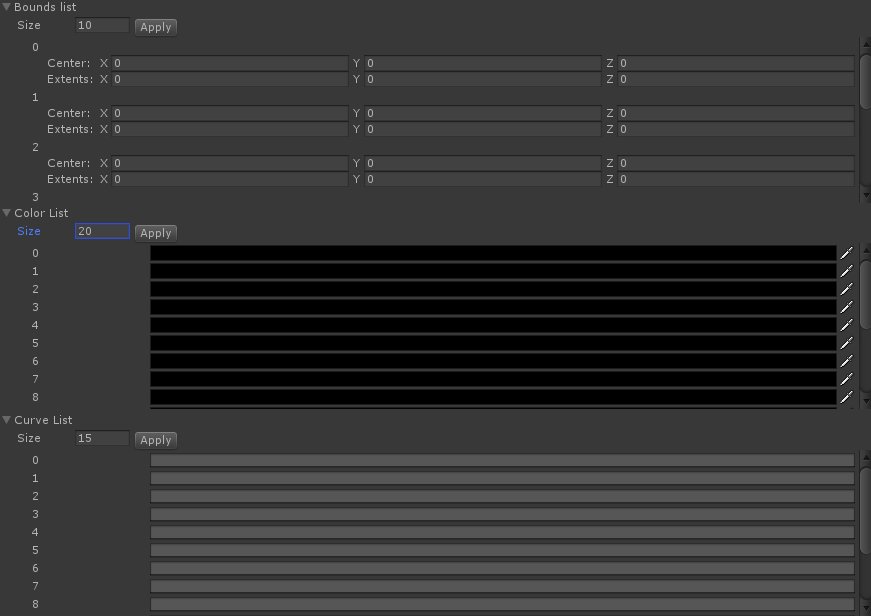 Bounds list
Size 10 Apply
0
Center: X 0 Y 0 Z 0
Extents: X 0 Y 0 Z 0
1
Center: X 0 Y 0 Z 0
Extents: X 0 Y 0 Z 0
2
Center: X 0 Y 0 Z 0
Extents: X 0 Y 0 Z 0
3
Color List
Size 20 Apply
0
1
2
3
4
5
6
7
8
Curve List
Size 15 Apply
0
1
2
3
4
5
6
7
8